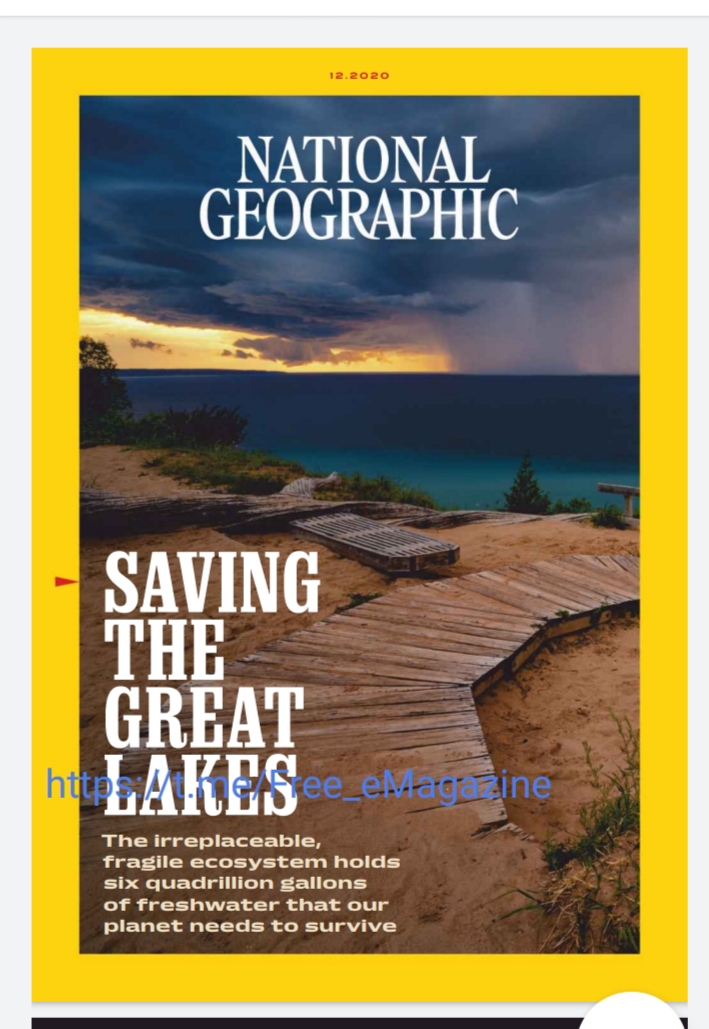 12.2020
NATIONAL
GEOGRAPHIC
SAVING
THE
GREAT
LAKES
https://t.me/Free_eMagazine
The irreplaceable,
fragile ecosystem holds
six quadrillion gallons
of freshwater that our
planet needs to survive